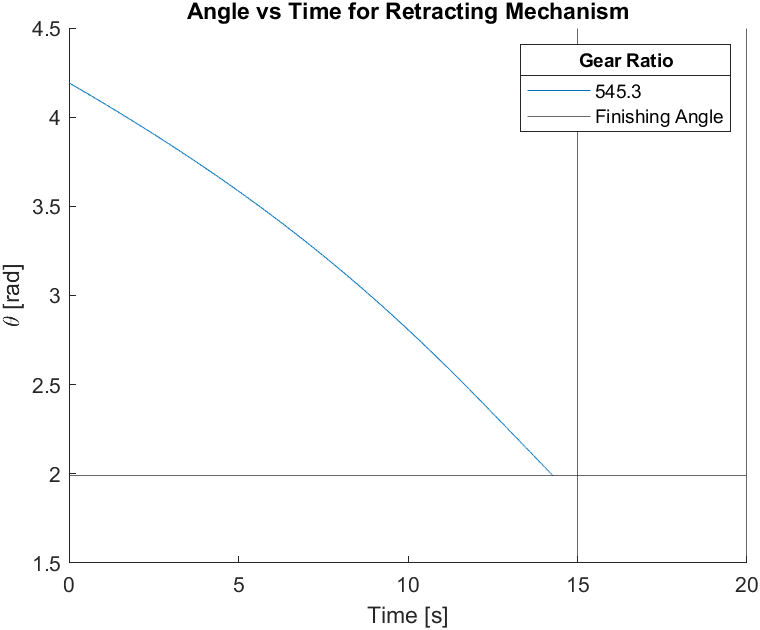 Angle vs Time for Retracting Mechanism
4.5
4
3.5
3
2.5
2
1.5
θ [rad]
Gear Ratio
545.3
Finishing Angle
0
5
10
15
20
Time [s]